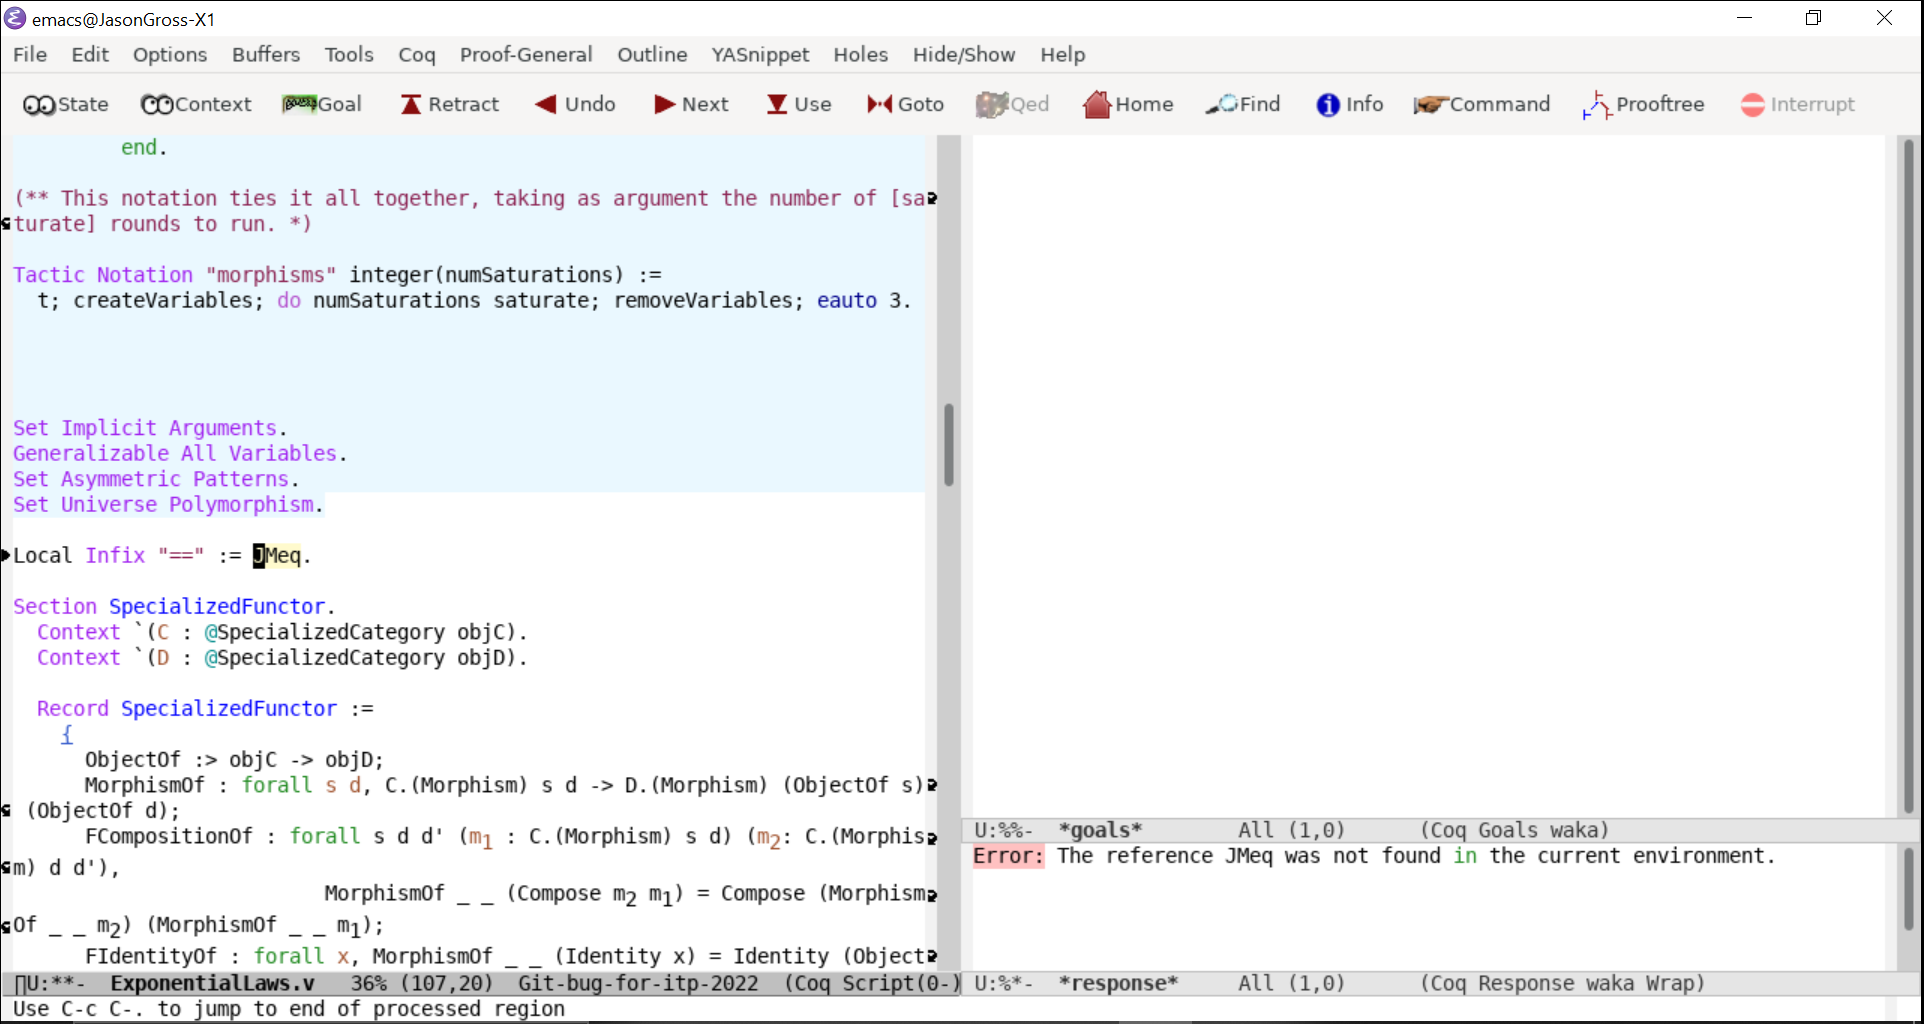 emacs@JasonGross-X1
File Edit Options Buffers Tools Coq Proof-General Outline YASnippet Holes Hide/Show Help
State Context Goal Retract Undo Next Use Goto Qed Home Find Info Command Prooftree Interrupt
end.
(** This notation ties it all together, taking as argument the number of [sa
turate] rounds to run. *)
Tactic Notation "morphisms" integer(numSaturations) :=
t; createVariables; do numSaturations saturate; removeVariables; eauto 3.
Set Implicit Arguments.
Generalizable All Variables.
Set Asymmetric Patterns.
Set Universe Polymorphism.
Local Infix "==" := JMeq.
Section SpecializedFunctor.
Context `(C : @SpecializedCategory objC).
Context `(D : @SpecializedCategory objD).
Record SpecializedFunctor :=
{
ObjectOf :> objC -> objD;
MorphismOf : forall s d, C.(Morphism) s d -> D.(Morphism) (ObjectOf s)
(ObjectOf d);
FCompositionOf : forall s d d' (m₁ : C.(Morphism) s d) (m₂: C.(Morphis
m) d d'),
MorphismOf _ _ (Compose m₂ m₁) = Compose (Morphism
Of _ _ m₂) (MorphismOf _ _ m₁);
FIdentityOf : forall x, MorphismOf _ _ (Identity x) = Identity (Object
U:**- ExponentialLaws.v 36% (107,20) Git-bug-for-itp-2022 (Coq Script(0-)
Use C-c C-. to jump to end of processed region
U:%%- *goals* All (1,0) (Coq Goals waka)
Error: The reference JMeq was not found in the current environment.
U:%*- *response* All (1,0) (Coq Response waka Wrap)